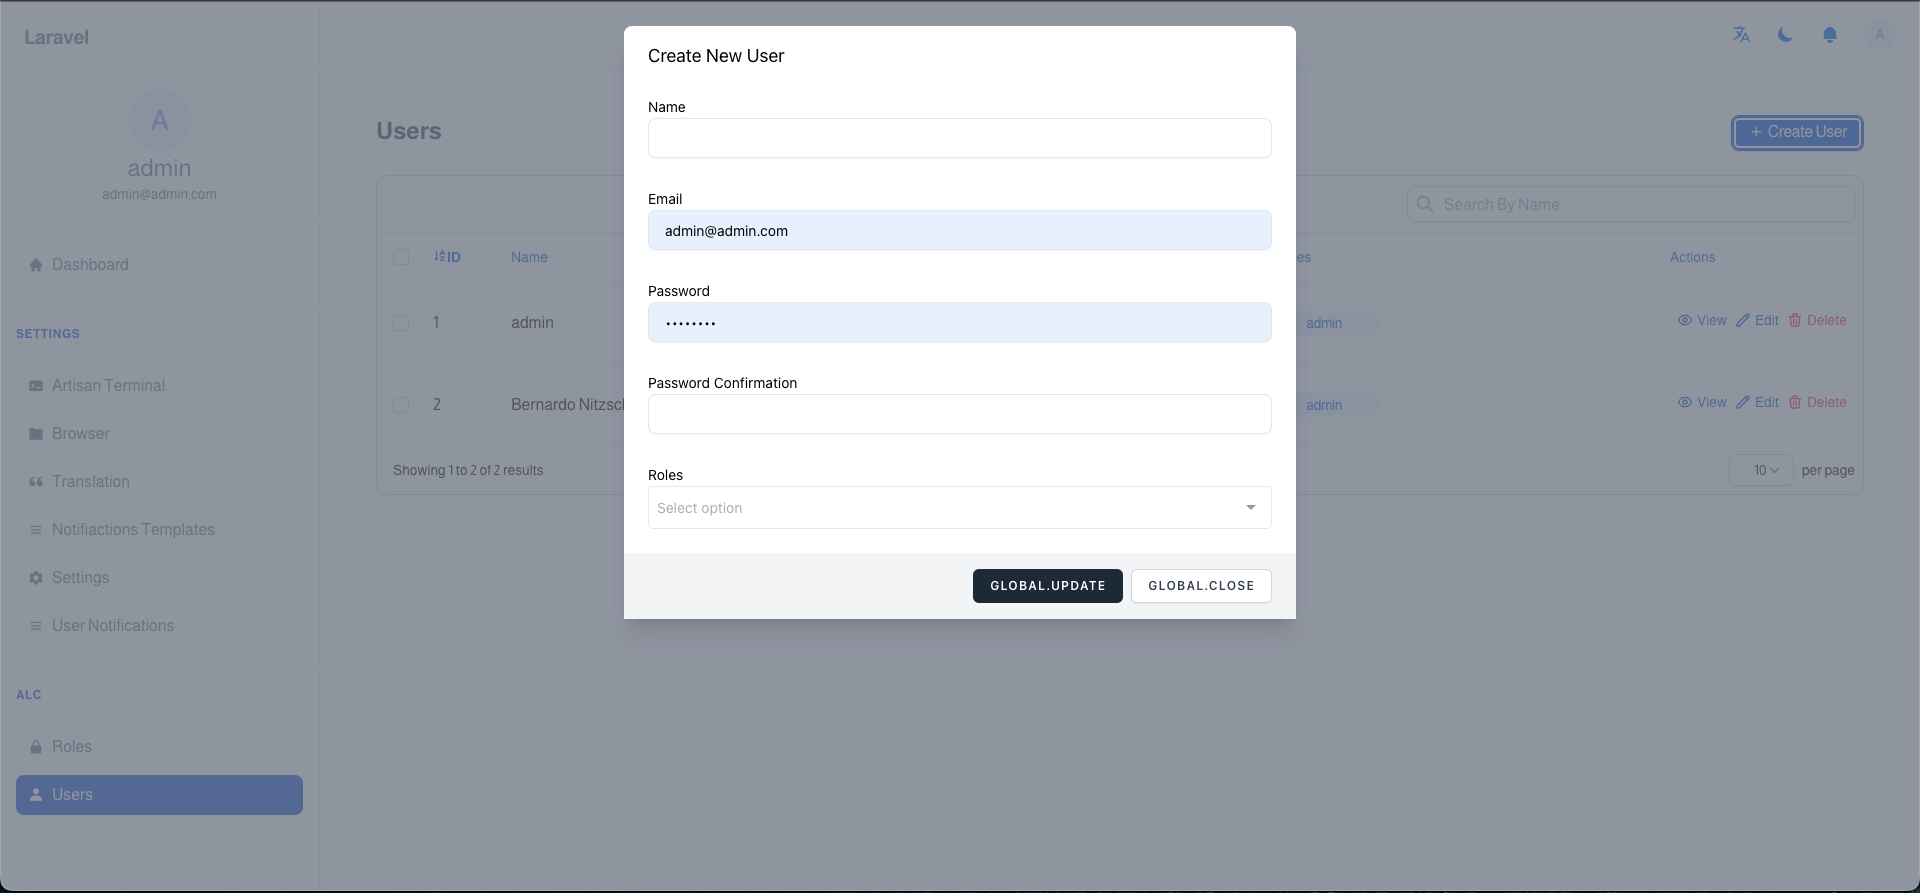 Laravel
A
A
admin
admin@admin.com
Dashboard
SETTINGS
Artisan Terminal
Browser
Translation
Notifiactions Templates
Settings
User Notifications
ALC
Roles
Users
Users
+ Create User
Search By Name
ID Name es Actions
1 admin admin View Edit Delete
2 Bernardo admin View Edit Delete
Showing 1 to 2 of 2 results 10 per page
Create New User
Name
Email
admin@admin.com
Password
••••••••
Password Confirmation
Roles
Select option
GLOBAL.UPDATE GLOBAL.CLOSE